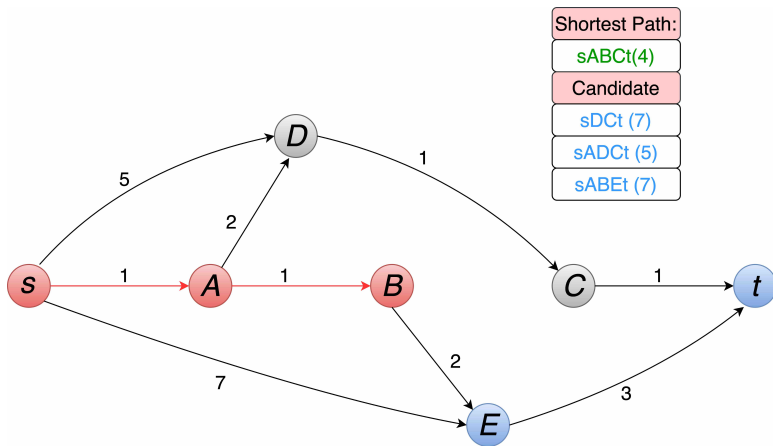 Shortest Path:
sABCt(4)
Candidate
sDCt (7)
sADCt (5)
sABEt (7)
D
5
1
2
s
1
A
1
B
C
1
t
2
7
3
E